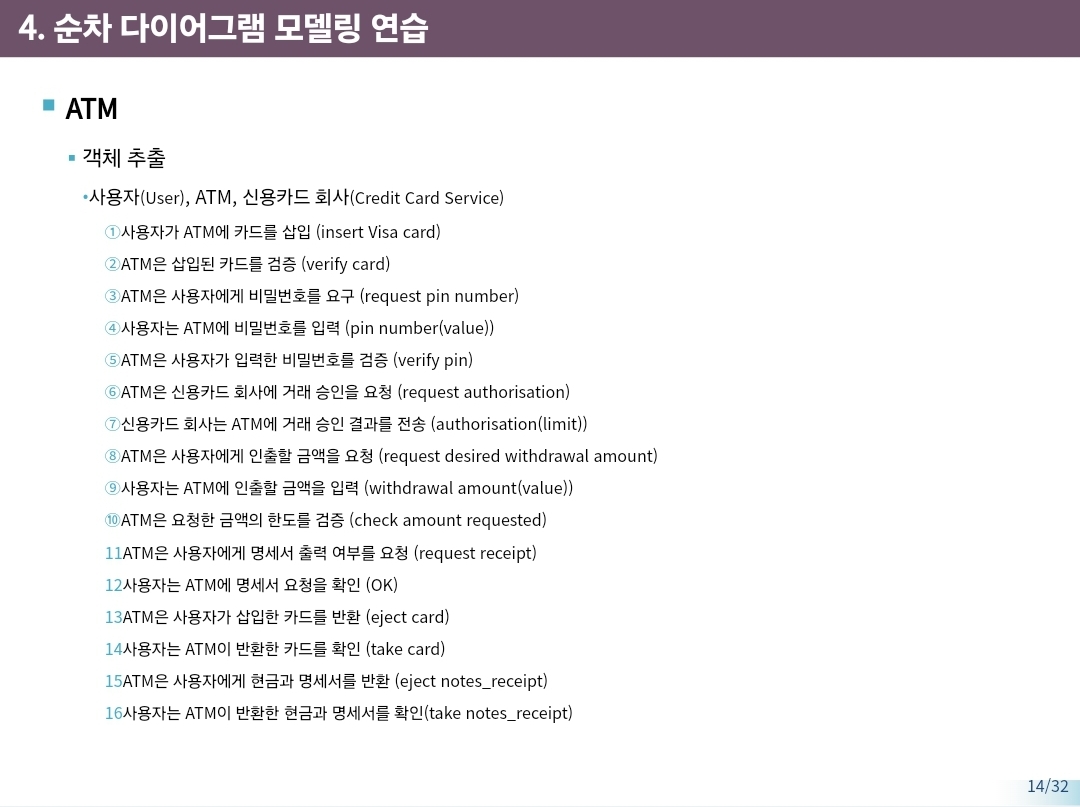 4. 순차 다이어그램 모델링 연습
ATM
객체 추출
•사용자(User), ATM, 신용카드 회사(Credit Card Service)
①사용자가 ATM에 카드를 삽입 (insert Visa card)
②ATM은 삽입된 카드를 검증 (verify card)
③ATM은 사용자에게 비밀번호를 요구 (request pin number)
④사용자는 ATM에 비밀번호를 입력 (pin number(value))
⑤ATM은 사용자가 입력한 비밀번호를 검증 (verify pin)
⑥ATM은 신용카드 회사에 거래 승인을 요청 (request authorisation)
⑦신용카드 회사는 ATM에 거래 승인 결과를 전송 (authorisation(limit))
⑧ATM은 사용자에게 인출할 금액을 요청 (request desired withdrawal amount)
⑨사용자는 ATM에 인출할 금액을 입력 (withdrawal amount(value))
⑩ATM은 요청한 금액의 한도를 검증 (check amount requested)
11ATM은 사용자에게 명세서 출력 여부를 요청 (request receipt)
12사용자는 ATM에 명세서 요청을 확인 (OK)
13ATM은 사용자가 삽입한 카드를 반환 (eject card)
14사용자는 ATM이 반환한 카드를 확인 (take card)
15ATM은 사용자에게 현금과 명세서를 반환 (eject notes_receipt)
16사용자는 ATM이 반환한 현금과 명세서를 확인(take notes_receipt)
14/32